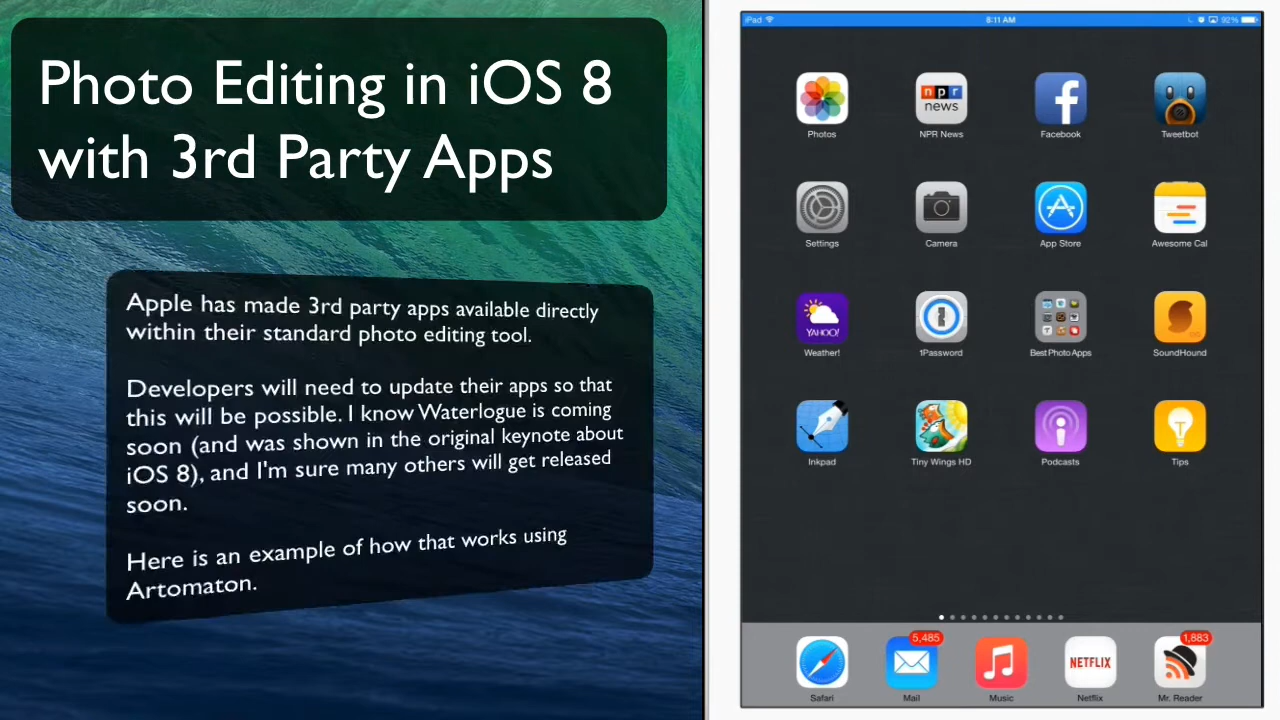 Photo Editing in iOS 8
with 3rd Party Apps
Apple has made 3rd party apps available directly
within their standard photo editing tool.
Developers will need to update their apps so that
this will be possible. I know Waterlogue is coming
soon (and was shown in the original keynote about
iOS 8), and I'm sure many others will get released
soon.
Here is an example of how that works using
Artomaton.
iPad 8:11 AM 92%
Photos NPR News Facebook Tweetbot
npr
news
Settings Camera App Store Awesome Cal
YAHOO!
Weather! 1Password Best Photo Apps SoundHound
Inkpad Tiny Wings HD Podcasts Tips
5,485 1,883
NETFLIX
Safari Mail Music Netflix Mr. Reader